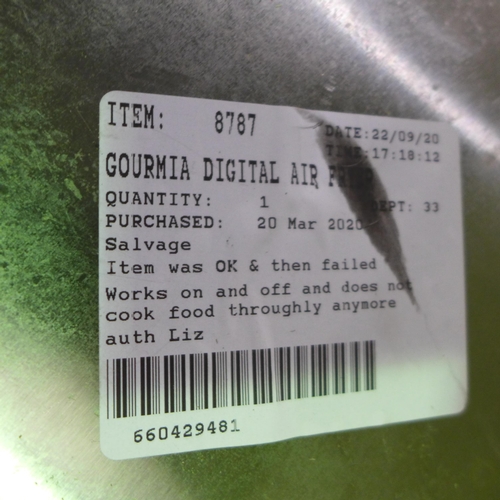 ITEM: 8787 DATE:22/09/20
TIME:17:18:12
GOURMIA DIGITAL AIR
QUANTITY: 1 DEPT: 33
PURCHASED: 20 Mar 2020
Salvage
Item was OK & then failed
Works on and off and does not
cook food throughly anymore
auth Liz
660429481